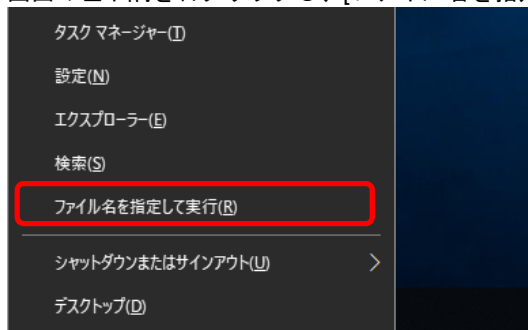 タスク マネージャー(T)
設定(N)
エクスプローラー(E)
検索(S)
ファイル名を指定して実行(R)
シャットダウンまたはサインアウト(U)
デスクトップ(D)